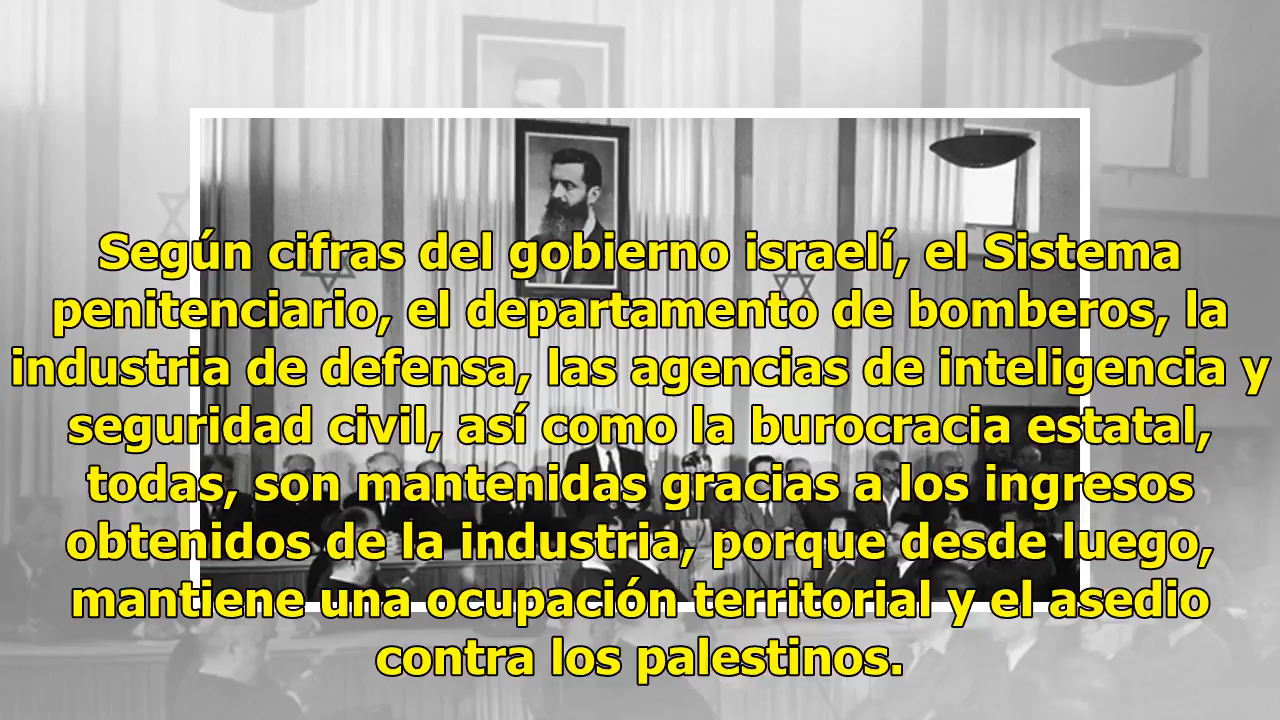 Según cifras del gobierno israelí, el Sistema
penitenciario, el departamento de bomberos, la
industria de defensa, las agencias de inteligencia y
seguridad civil, así como la burocracia estatal,
todas, son mantenidas gracias a los ingresos
obtenidos de la industria, porque desde luego,
mantiene una ocupación territorial y el asedio
contra los palestinos.